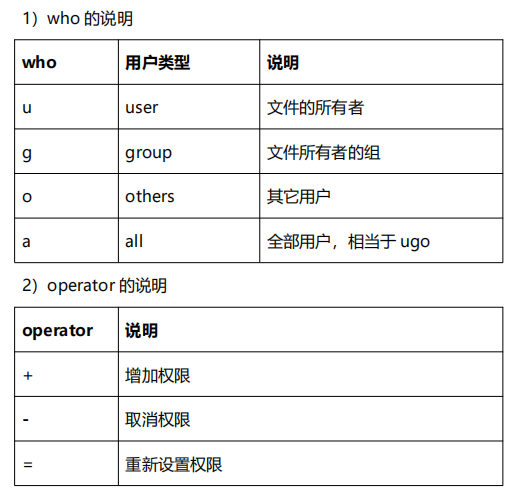 1）who 的说明
who 用户类型 说明
u user 文件的所有者
g group 文件所有者的组
o others 其它用户
a all 全部用户，相当于 ugo
2）operator 的说明
operator 说明
+ 增加权限
- 取消权限
= 重新设置权限